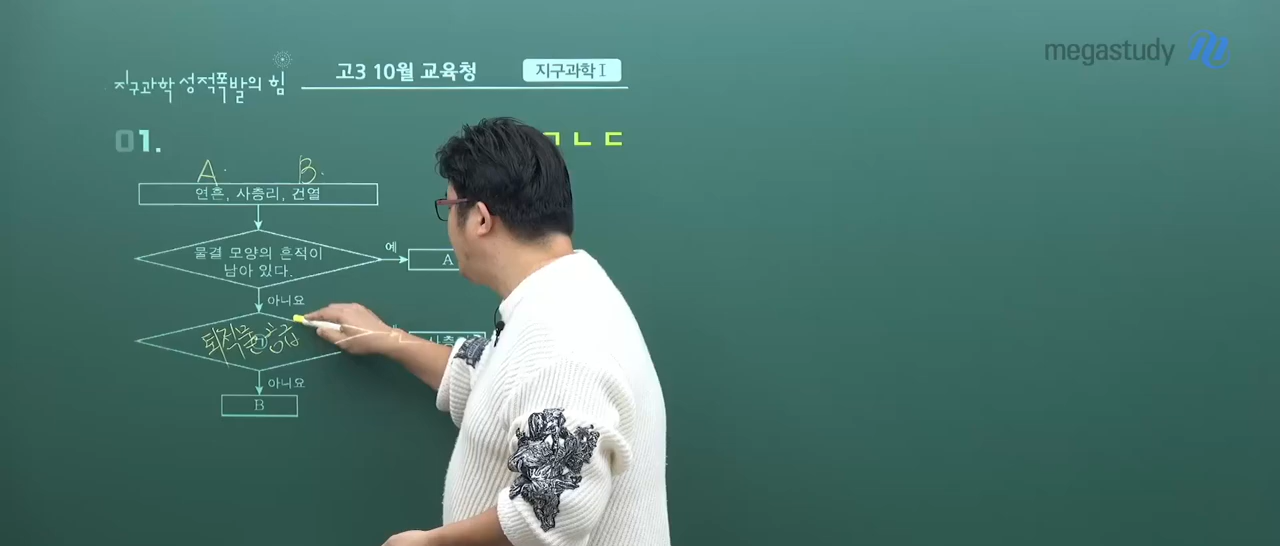 megastudy
지구과학 성적폭발의 힘
고3 10월 교육청
지구과학 I
01.
ㄴ ㄷ
A. B.
연흔, 사층리, 건열
물결 모양의 흔적이
남아 있다.
예
A
아니요
퇴적물
사층리
아니요
B